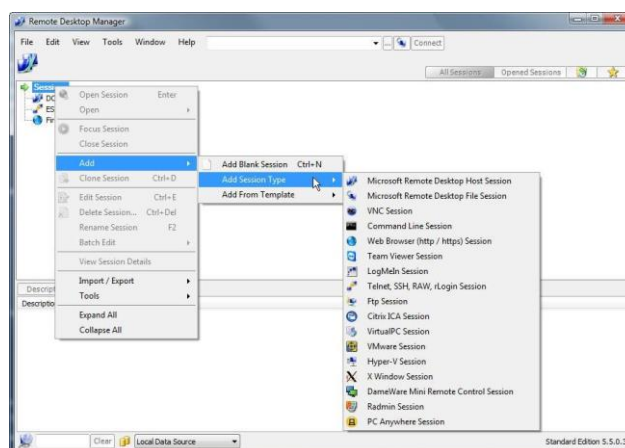 Remote Desktop Manager
File Edit View Tools Window Help
... Connect
All Sessions Opened Sessions
Open Session Enter
Open
Focus Session
Close Session
Add
Clone Session Ctrl+D
Edit Session Ctrl+E
Delete Session... Ctrl+Del
Rename Session F2
Batch Edit
View Session Details
Import / Export
Tools
Expand All
Collapse All
Add Blank Session Ctrl+N
Add Session Type
Add From Template
Microsoft Remote Desktop Host Session
Microsoft Remote Desktop File Session
VNC Session
Command Line Session
Web Browser (http / https) Session
Team Viewer Session
LogMeIn Session
Telnet, SSH, RAW, rLogin Session
Ftp Session
Citrix ICA Session
VirtualPC Session
VMware Session
Hyper-V Session
X Window Session
DameWare Mini Remote Control Session
Radmin Session
PC Anywhere Session
Clear Local Data Source
Standard Edition 5.5.0.